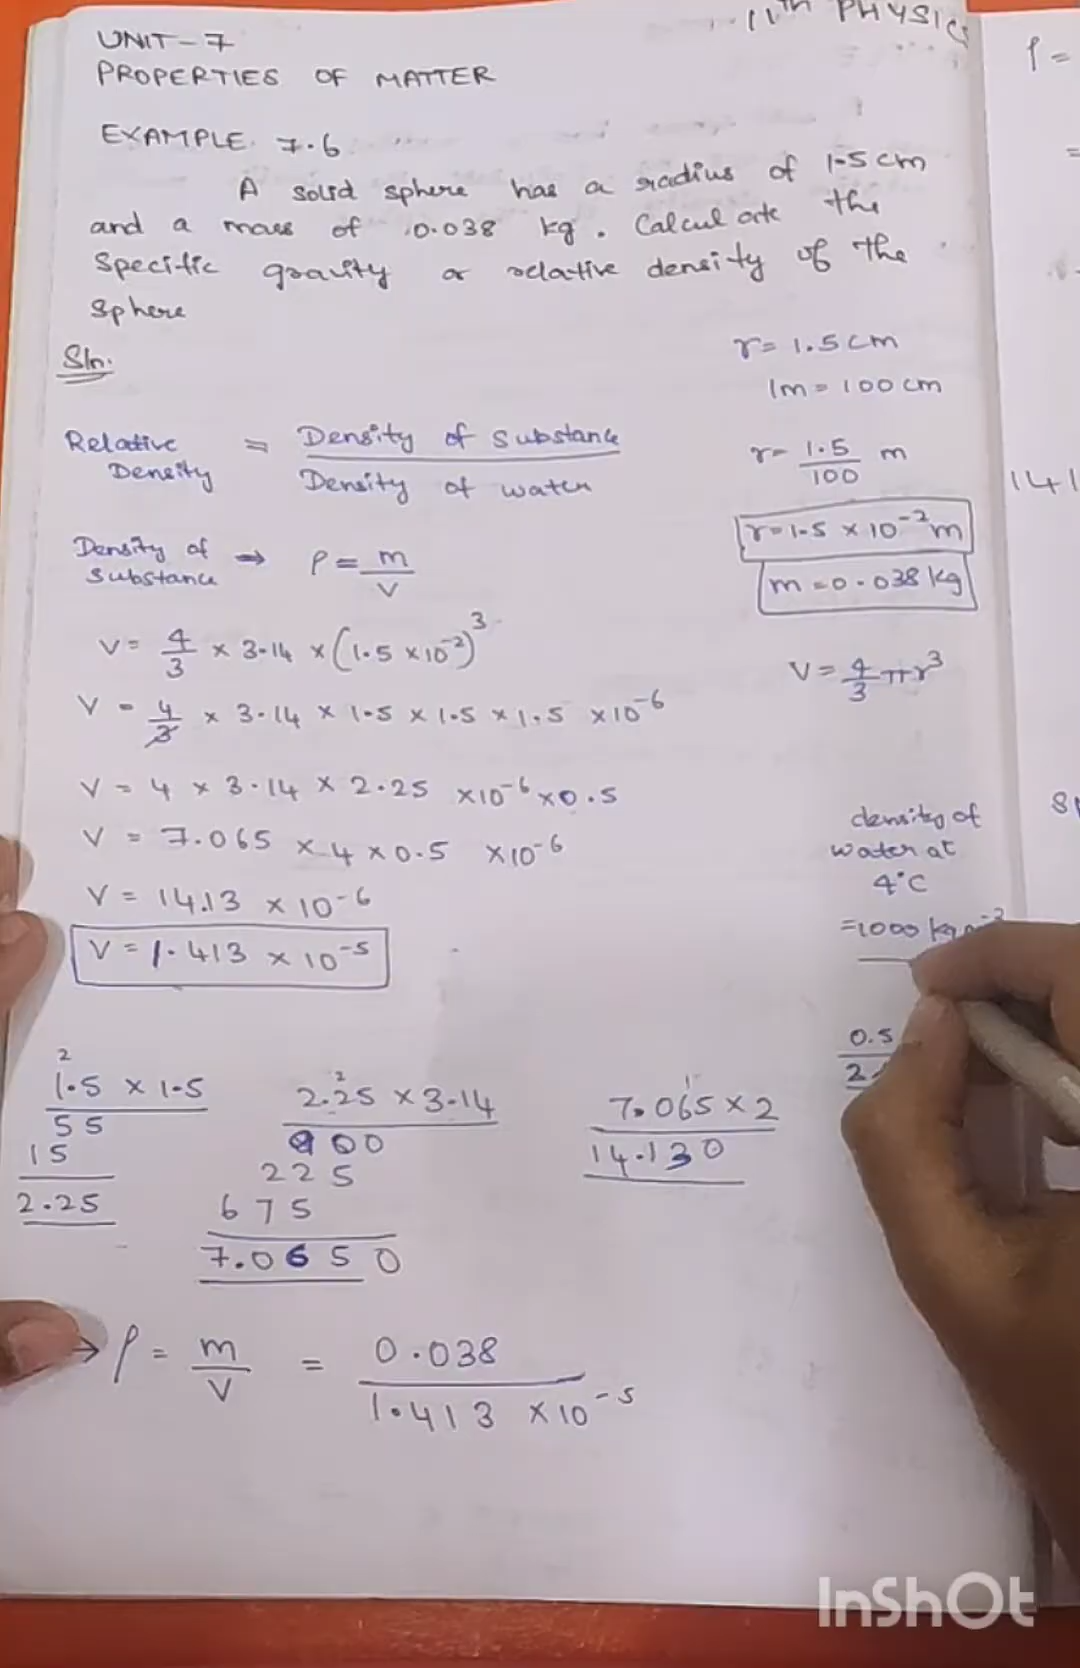 11th PHYSICS
UNIT-7
PROPERTIES OF MATTER
EXAMPLE. 7.6
A solid sphere has a radius of 1.5 cm
and a mass of 0.038 kg. Calculate the
Specific gravity or relative density of the
sphere
Sln.
r = 1.5 cm
1m = 100 cm
r = 1.5/100 m
r = 1.5 × 10⁻² m
m = 0.038 kg
Relative Density = Density of substance / Density of water
Density of substance → ρ = m/V
V = 4/3 πr³
V = 4/3 × 3.14 × (1.5 × 10⁻²)³
V = 4/3 × 3.14 × 1.5 × 1.5 × 1.5 × 10⁻⁶
V = 4 × 3.14 × 2.25 × 10⁻⁶ × 0.5
V = 7.065 × 4 × 0.5 × 10⁻⁶
V = 14.13 × 10⁻⁶
V = 1.413 × 10⁻⁵
density of
water at
4°C
=1000 kg
0.5
1.5 × 1.5
55
15
2.25
2.25 × 3.14
900
225
675
7.0650
7.065 × 2
14.130
→ ρ = m/V = 0.038 / 1.413 × 10⁻⁵
ρ =
=
141
InShOt